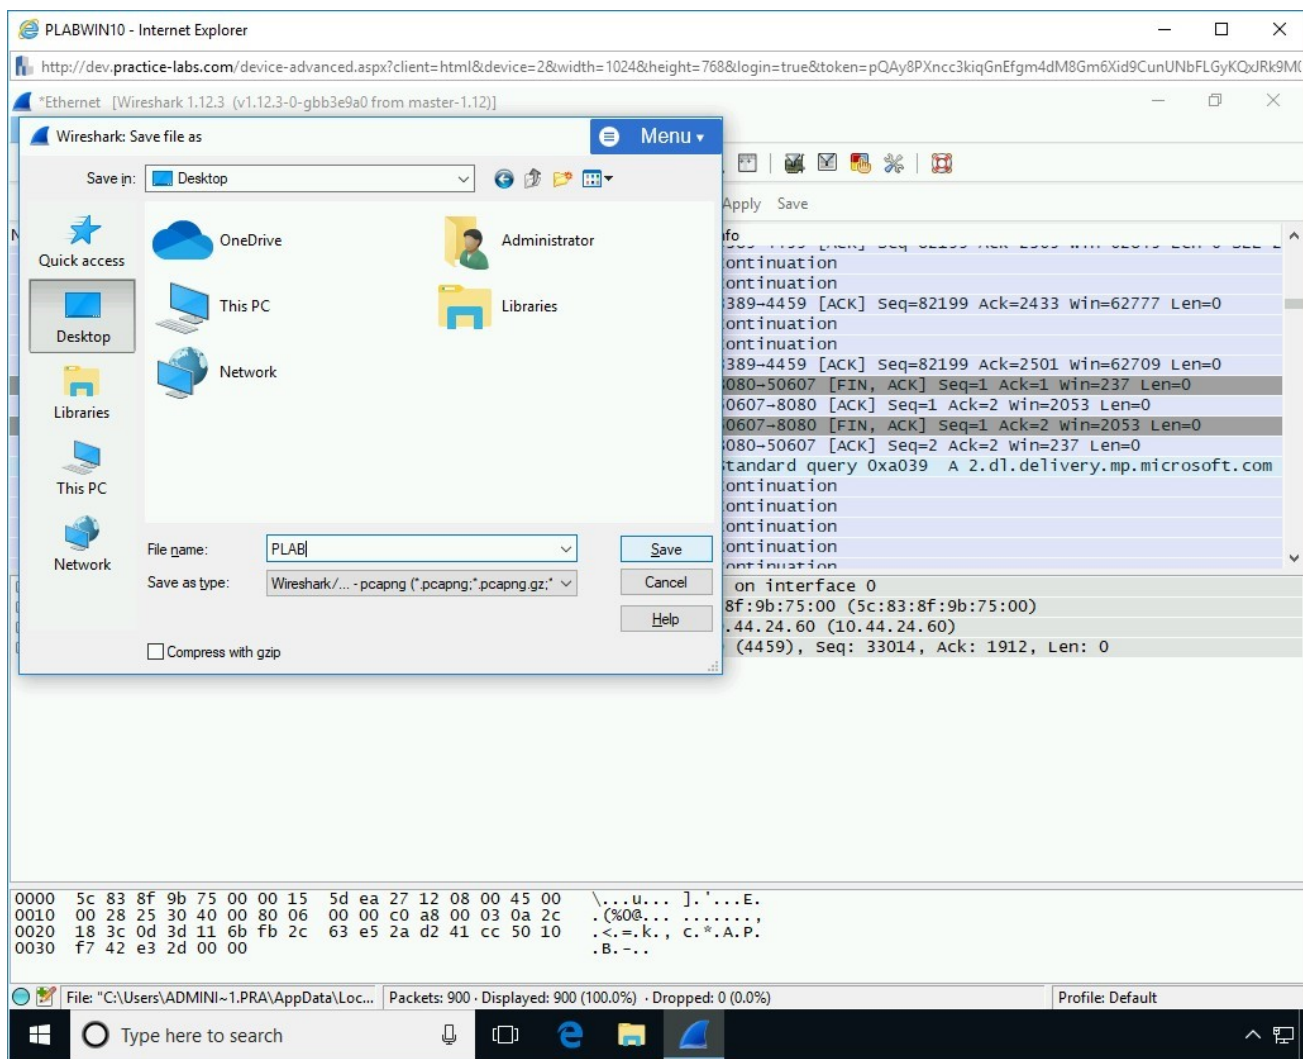 PLABWIN10 - Internet Explorer
http://dev.practice-labs.com/device-advanced.aspx?client=html&device=2&width=1024&height=768&login=true&token=pQAy8PXncc3kiqGnEfgm4dM8Gm6Xid9CunUNbFLGyKQxJRk9M(
*Ethernet [Wireshark 1.12.3 (v1.12.3-0-gbb3e9a0 from master-1.12)]
Wireshark: Save file as
Menu
Save in: Desktop
Apply Save
Quick access
Desktop
Libraries
This PC
Network
OneDrive
Administrator
This PC
Libraries
Network
File name: PLAB
Save
Save as type: Wireshark/... - pcapng (*.pcapng;*.pcapng.gz;*
Cancel
Help
Compress with gzip
nfo
ontinuation
ontinuation
389→4459 [ACK] Seq=82199 Ack=2433 Win=62777 Len=0
ontinuation
ontinuation
389→4459 [ACK] Seq=82199 Ack=2501 Win=62709 Len=0
080→50607 [FIN, ACK] Seq=1 Ack=1 Win=237 Len=0
0607→8080 [ACK] Seq=1 Ack=2 Win=2053 Len=0
0607→8080 [FIN, ACK] Seq=1 Ack=2 Win=2053 Len=0
080→50607 [ACK] Seq=2 Ack=2 Win=237 Len=0
tandard query 0xa039 A 2.dl.delivery.mp.microsoft.com
ontinuation
ontinuation
ontinuation
ontinuation
ontinuation
on interface 0
8f:9b:75:00 (5c:83:8f:9b:75:00)
.44.24.60 (10.44.24.60)
(4459), Seq: 33014, Ack: 1912, Len: 0
0000 5c 83 8f 9b 75 00 00 15 5d ea 27 12 08 00 45 00 \...u... ].'...E.
0010 00 28 25 30 40 00 80 06 00 00 c0 a8 00 03 0a 2c .(%0@... .......,
0020 18 3c 0d 3d 11 6b fb 2c 63 e5 2a d2 41 cc 50 10 .<.=.k., c.*.A.P.
0030 f7 42 e3 2d 00 00 .B.-..
File: "C:\Users\ADMINI~1.PRA\AppData\Loc... Packets: 900 · Displayed: 900 (100.0%) · Dropped: 0 (0.0%) Profile: Default
Type here to search